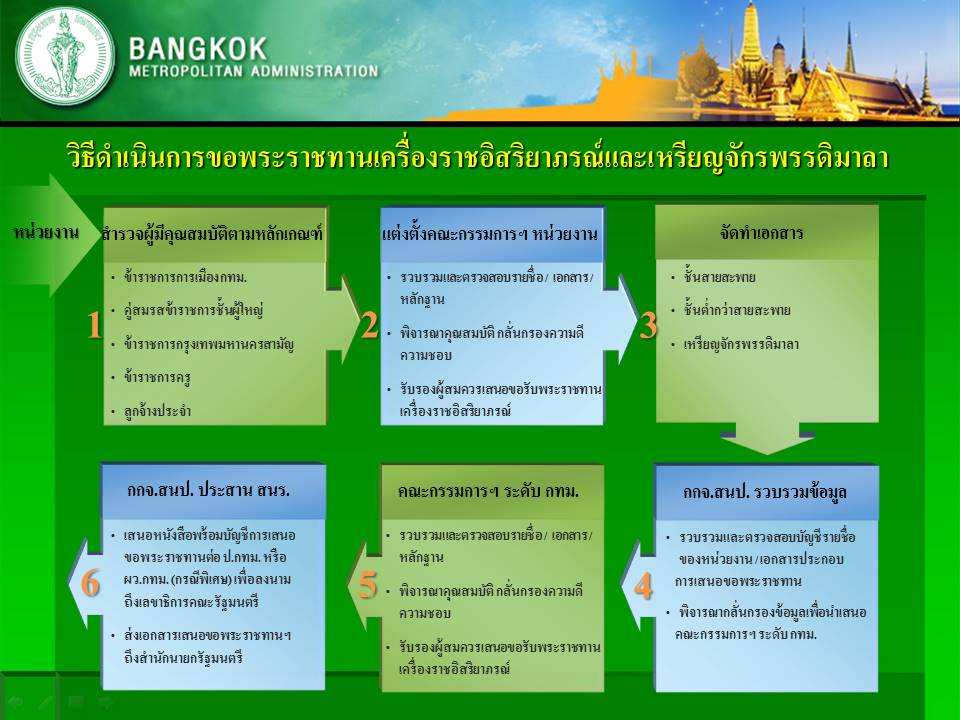 BANGKOK
METROPOLITAN ADMINISTRATION
วิธีดำเนินการขอพระราชทานเครื่องราชอิสริยาภรณ์และเหรียญจักรพรรดิมาลา
หน่วยงาน
1
สำรวจผู้มีคุณสมบัติตามหลักเกณฑ์
• ข้าราชการการเมืองกทม.
• คู่สมรสข้าราชการชั้นผู้ใหญ่
• ข้าราชการกรุงเทพมหานครสามัญ
• ข้าราชการครู
• ลูกจ้างประจำ
2
แต่งตั้งคณะกรรมการฯ หน่วยงาน
• รวบรวมและตรวจสอบรายชื่อ / เอกสาร /
หลักฐาน
• พิจารณาคุณสมบัติ กลั่นกรองความดี
ความชอบ
• รับรองผู้สมควรเสนอขอรับพระราชทาน
เครื่องราชอิสริยาภรณ์
3
จัดทำเอกสาร
• ชั้นสายสะพาย
• ชั้นต่ำกว่าสายสะพาย
• เหรียญจักรพรรดิมาลา
4
กกจ.สนป. รวบรวมข้อมูล
• รวบรวมและตรวจสอบบัญชีรายชื่อ
ของหน่วยงาน /เอกสารประกอบ
การเสนอขอพระราชทาน
• พิจารณากลั่นกรองข้อมูลเพื่อนำเสนอ
คณะกรรมการฯ ระดับ กทม.
5
คณะกรรมการฯ ระดับ กทม.
• รวบรวมและตรวจสอบรายชื่อ / เอกสาร /
หลักฐาน
• พิจารณาคุณสมบัติ กลั่นกรองความดี
ความชอบ
• รับรองผู้สมควรเสนอขอรับพระราชทาน
เครื่องราชอิสริยาภรณ์
6
กกจ.สนป. ประสาน สนร.
• เสนอหนังสือพร้อมบัญชีการเสนอ
ขอพระราชทานต่อ ป.กทม. หรือ
ผว.กทม. (กรณีพิเศษ) เพื่อลงนาม
ถึงเลขาธิการคณะรัฐมนตรี
• ส่งเอกสารเสนอขอพระราชทานฯ
ถึงสำนักนายกรัฐมนตรี